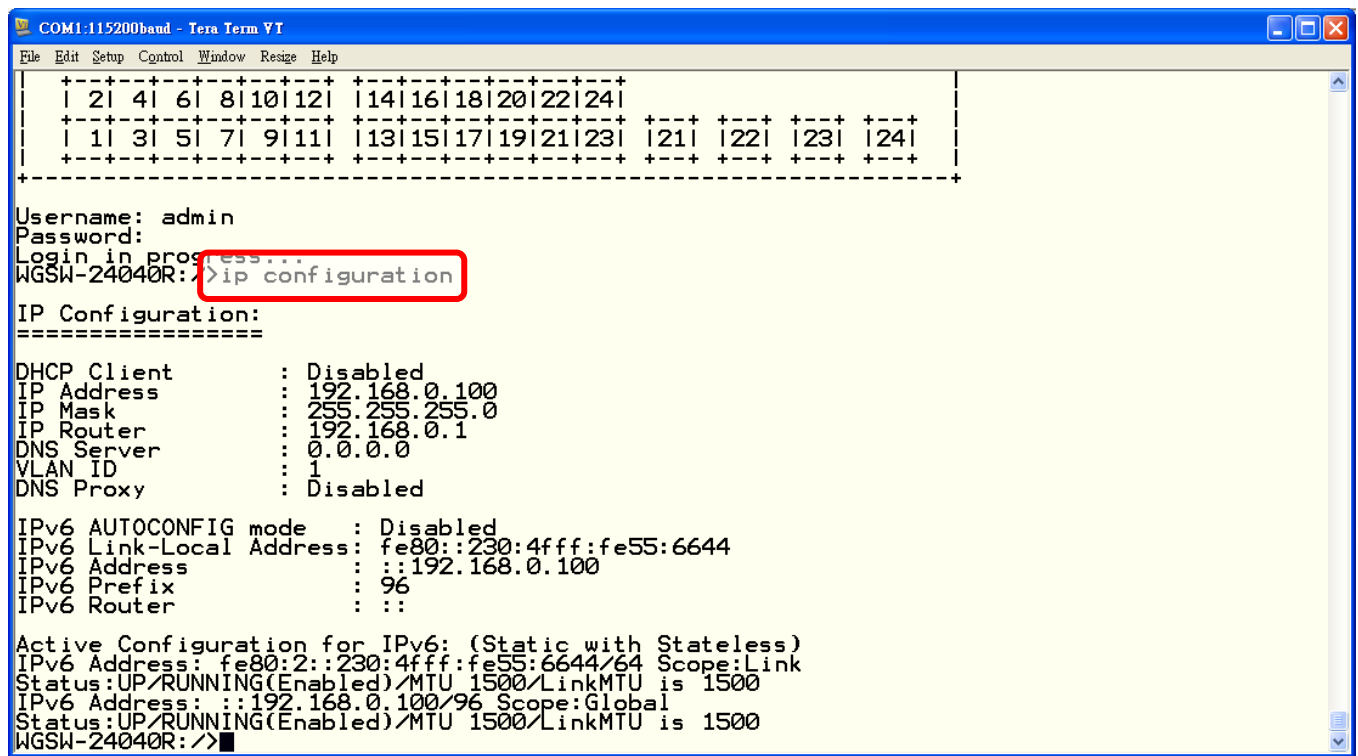 COM1:115200baud - Tera Term VT
File Edit Setup Control Window Resize Help
|   +--+--+--+--+--+--+ +--+--+--+--+--+--+                                  |
|   | 2| 4| 6| 8|10|12| |14|16|18|20|22|24|                                  |
|   +--+--+--+--+--+--+ +--+--+--+--+--+--+ +---+ +---+ +---+ +---+   |
|   | 1| 3| 5| 7| 9|11| |13|15|17|19|21|23| |21| |22| |23| |24|   |
|   +--+--+--+--+--+--+ +--+--+--+--+--+--+ +---+ +---+ +---+ +---+   |
+----------------------------------------------------------------+
Username: admin
Password:
Login in progress...
WGSW-24040R:/>ip configuration
IP Configuration:
=================
DHCP Client : Disabled
IP Address : 192.168.0.100
IP Mask : 255.255.255.0
IP Router : 192.168.0.1
DNS Server : 0.0.0.0
VLAN ID : 1
DNS Proxy : Disabled
IPv6 AUTOCONFIG mode : Disabled
IPv6 Link-Local Address: fe80::230:4fff:fe55:6644
IPv6 Address : ::192.168.0.100
IPv6 Prefix : 96
IPv6 Router : ::
Active Configuration for IPv6: (Static with Stateless)
IPv6 Address: fe80:2::230:4fff:fe55:6644/64 Scope:Link
Status:UP/RUNNING(Enabled)/MTU 1500/LinkMTU is 1500
IPv6 Address: ::192.168.0.100/96 Scope:Global
Status:UP/RUNNING(Enabled)/MTU 1500/LinkMTU is 1500
WGSW-24040R:/>